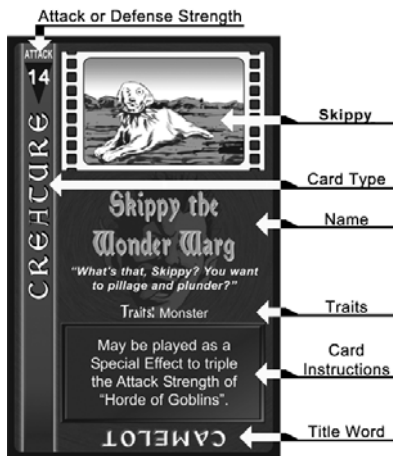 Attack or Defense Strength
ATTACK
14
Skippy
CREATURE
Card Type
Skippy the
Wonder Warg
Name
"What's that, Skippy? You want
to pillage and plunder?"
Traits: Monster
Traits
May be played as a
Special Effect to triple
the Attack Strength of
"Horde of Goblins".
Card
Instructions
CAMELOT
Title Word